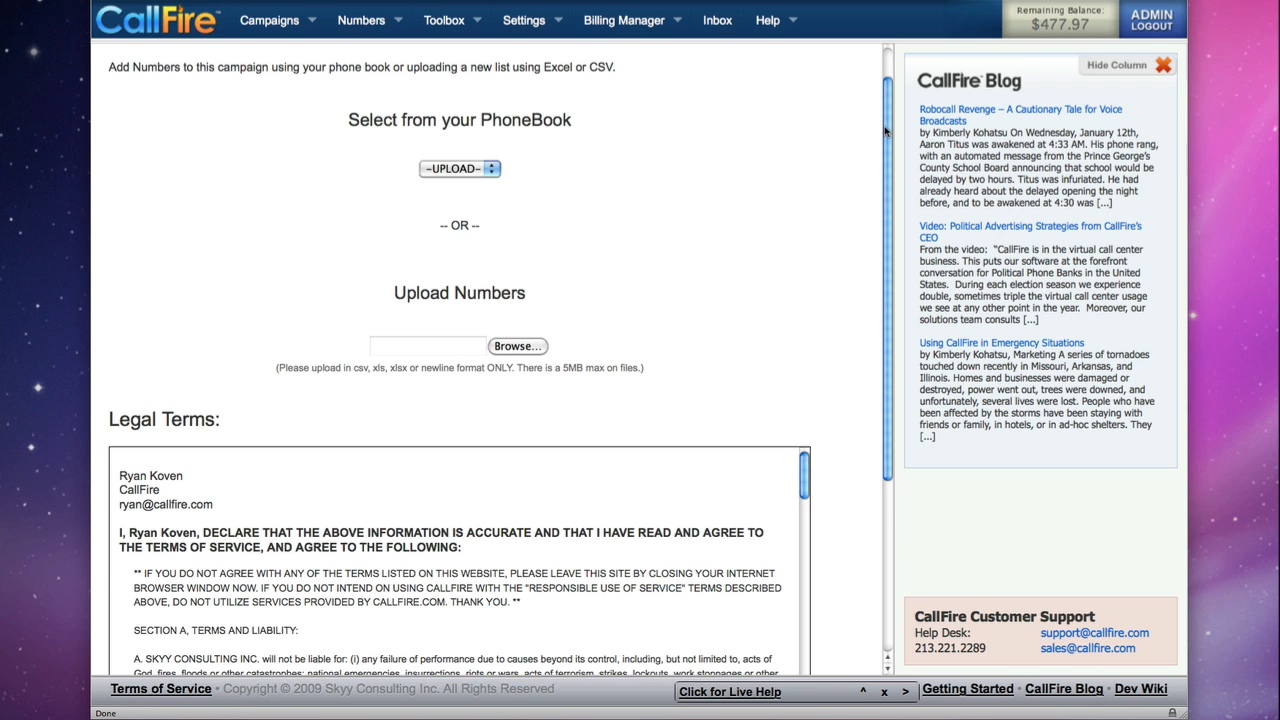 CallFire
Campaigns Numbers Toolbox Settings Billing Manager Inbox Help
Remaining Balance:
$477.97
ADMIN
LOGOUT
Add Numbers to this campaign using your phone book or uploading a new list using Excel or CSV.
Select from your PhoneBook
-UPLOAD-
-- OR --
Upload Numbers
Browse...
(Please upload in csv, xls, xlsx or newline format ONLY. There is a 5MB max on files.)
Legal Terms:
Ryan Koven
CallFire
ryan@callfire.com
I, Ryan Koven, DECLARE THAT THE ABOVE INFORMATION IS ACCURATE AND THAT I HAVE READ AND AGREE TO
THE TERMS OF SERVICE, AND AGREE TO THE FOLLOWING:
** IF YOU DO NOT AGREE WITH ANY OF THE TERMS LISTED ON THIS WEBSITE, PLEASE LEAVE THIS SITE BY CLOSING YOUR INTERNET
BROWSER WINDOW NOW. IF YOU DO NOT INTEND ON USING CALLFIRE WITH THE "RESPONSIBLE USE OF SERVICE" TERMS DESCRIBED
ABOVE, DO NOT UTILIZE SERVICES PROVIDED BY CALLFIRE.COM. THANK YOU. **
SECTION A, TERMS AND LIABILITY:
A. SKYY CONSULTING INC. will not be liable for: (i) any failure of performance due to causes beyond its control, including, but not limited to, acts of
God, fires, floods or other catastrophes; national emergencies, insurrections, riots or wars, acts of terrorism, strikes, lockouts, work stoppages or other
Hide Column
CallFire Blog
Robocall Revenge – A Cautionary Tale for Voice
Broadcasts
by Kimberly Kohatsu On Wednesday, January 12th,
Aaron Titus was awakened at 4:33 AM. His phone rang,
with an automated message from the Prince George's
County School Board announcing that school would be
delayed by two hours. Titus was infuriated. He had
already heard about the delayed opening the night
before, and to be awakened at 4:30 was [...]
Video: Political Advertising Strategies from CallFire's
CEO
From the video: "CallFire is in the virtual call center
business. This puts our software at the forefront
conversation for Political Phone Banks in the United
States. During each election season we experience
double, sometimes triple the virtual call center usage
we see at any other point in the year. Moreover, our
solutions team consults [...]
Using CallFire in Emergency Situations
by Kimberly Kohatsu, Marketing A series of tornadoes
touched down recently in Missouri, Arkansas, and
Illinois. Homes and businesses were damaged or
destroyed, power went out, trees were downed, and
unfortunately, several lives were lost. People who have
been affected by the storms have been staying with
friends or family, in hotels, or in ad-hoc shelters. They
[...]
CallFire Customer Support
Help Desk: support@callfire.com
213.221.2289 sales@callfire.com
Terms of Service · Copyright © 2009 Skyy Consulting Inc. All Rights Reserved
Click for Live Help ^ x >
Getting Started · CallFire Blog · Dev Wiki
Done